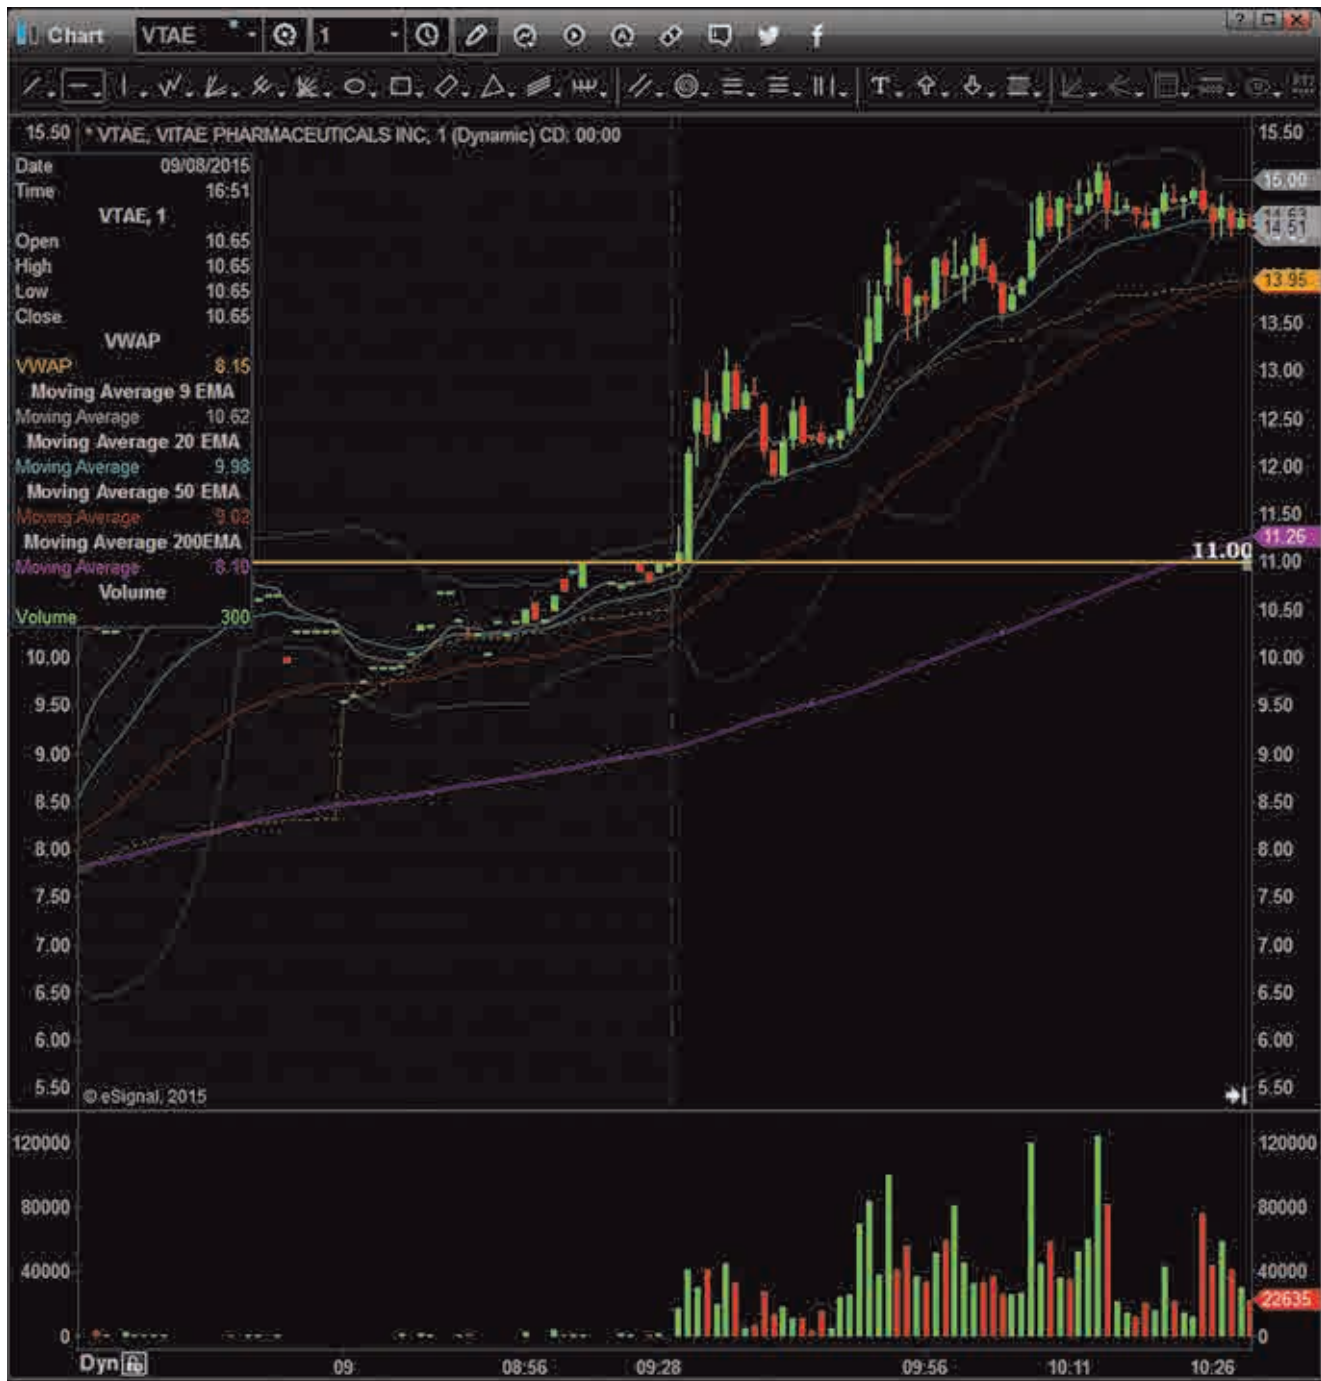 Chart VTAE 1
15.50 * VTAE, VITAE PHARMACEUTICALS INC, 1 (Dynamic) CD: 00:00 15.50
Date 09/08/2015
Time 16:51
VTAE, 1
Open 10.65
High 10.65
Low 10.65
Close 10.65
VWAP
VWAP 8.15
Moving Average 9 EMA
Moving Average 10.62
Moving Average 20 EMA
Moving Average 9.98
Moving Average 50 EMA
Moving Average 9.02
Moving Average 200EMA
Moving Average 8.10
Volume
Volume 300
15.00
14.51
13.95
13.50
13.00
12.50
12.00
11.50
11.26
11.00 11.00
10.50
10.00 10.00
9.50 9.50
9.00 9.00
8.50 8.50
8.00 8.00
7.50 7.50
7.00 7.00
6.50 6.50
6.00 6.00
5.50 5.50
© eSignal, 2015
120000 120000
80000 80000
40000 40000
22635
0 0
Dyn 09: 08:56 09:28 09:56 10:11 10:26